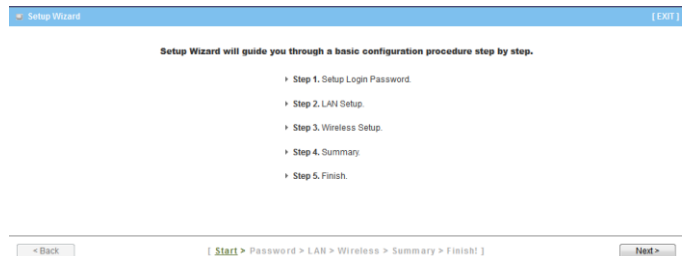 Setup Wizard [ EXIT ]
Setup Wizard will guide you through a basic configuration procedure step by step.
Step 1. Setup Login Password.
Step 2. LAN Setup.
Step 3. Wireless Setup.
Step 4. Summary.
Step 5. Finish.
< Back [ Start > Password > LAN > Wireless > Summary > Finish! ] Next >